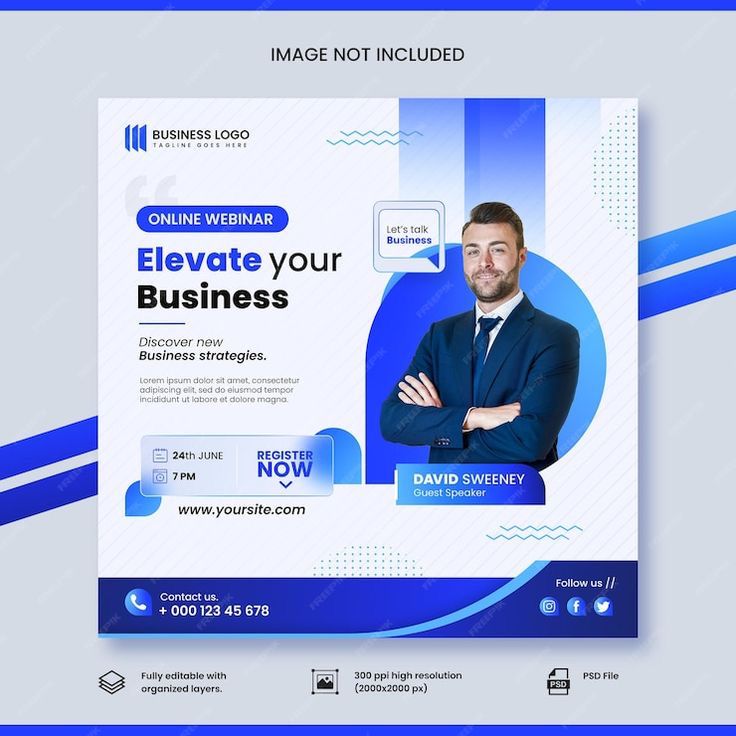 IMAGE NOT INCLUDED
BUSINESS LOGO
TAGLINE GOES HERE
ONLINE WEBINAR
Let's talk
Business
Elevate your
Business
Discover new
Business strategies.
Lorem ipsum dolor sit amet, consectetur
adipiscing elit, sed do eiusmod tempor
incididunt ut labore et dolore.
24th JUNE
7 PM
REGISTER
NOW
www.yoursite.com
DAVID SWEENEY
Guest Speaker
Contact us.
+ 000 123 45 678
Follow us //
Fully editable with
organized layers.
300 ppi high resolution
(2000x2000 px)
PSD
PSD File